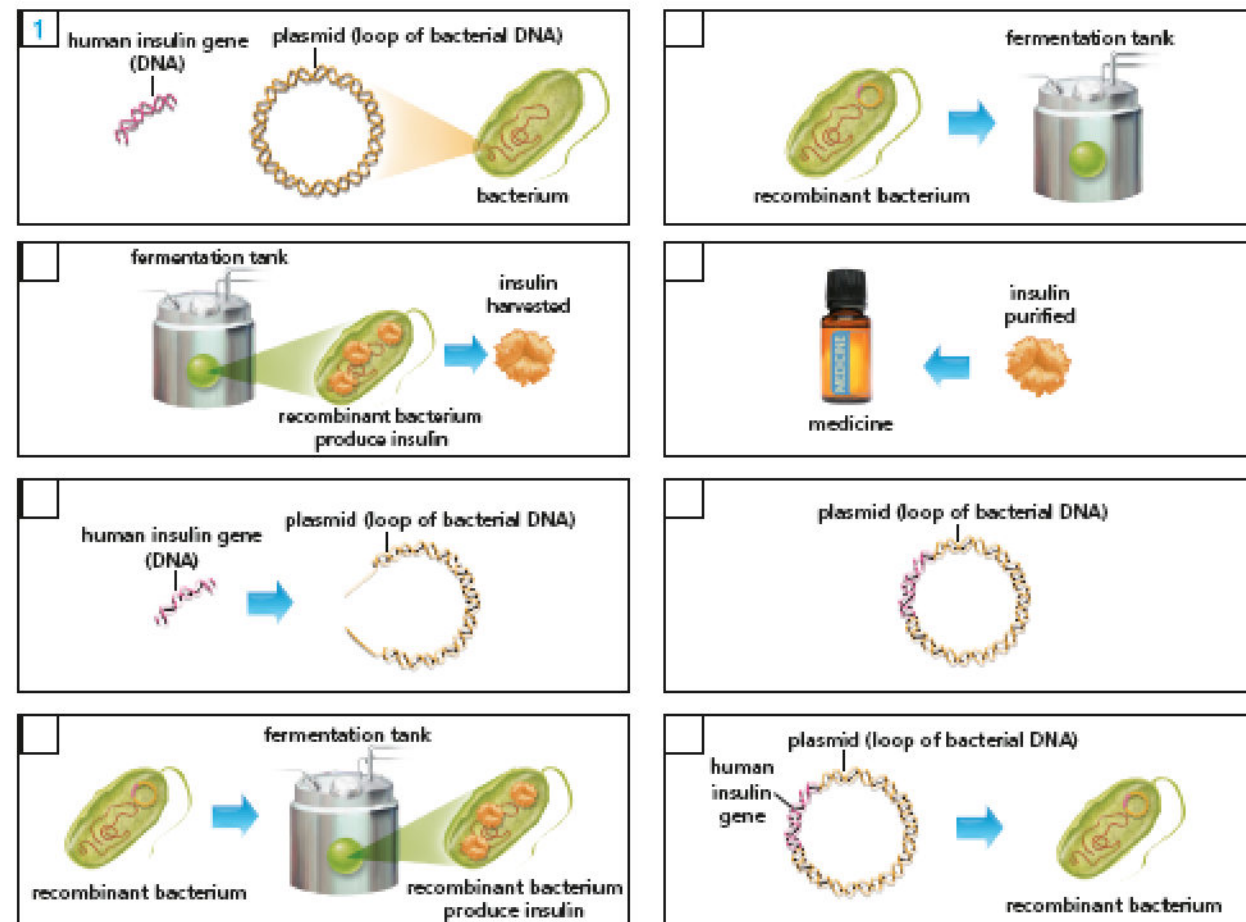 1
human insulin gene
(DNA)
plasmid (loop of bacterial DNA)
bacterium
fermentation tank
recombinant bacterium
fermentation tank
insulin
harvested
recombinant bacterium
produce insulin
MEDICINE
medicine
insulin
purified
human insulin gene
(DNA)
plasmid (loop of bacterial DNA)
plasmid (loop of bacterial DNA)
recombinant bacterium
fermentation tank
recombinant bacterium
produce insulin
plasmid (loop of bacterial DNA)
human
insulin
gene
recombinant bacterium